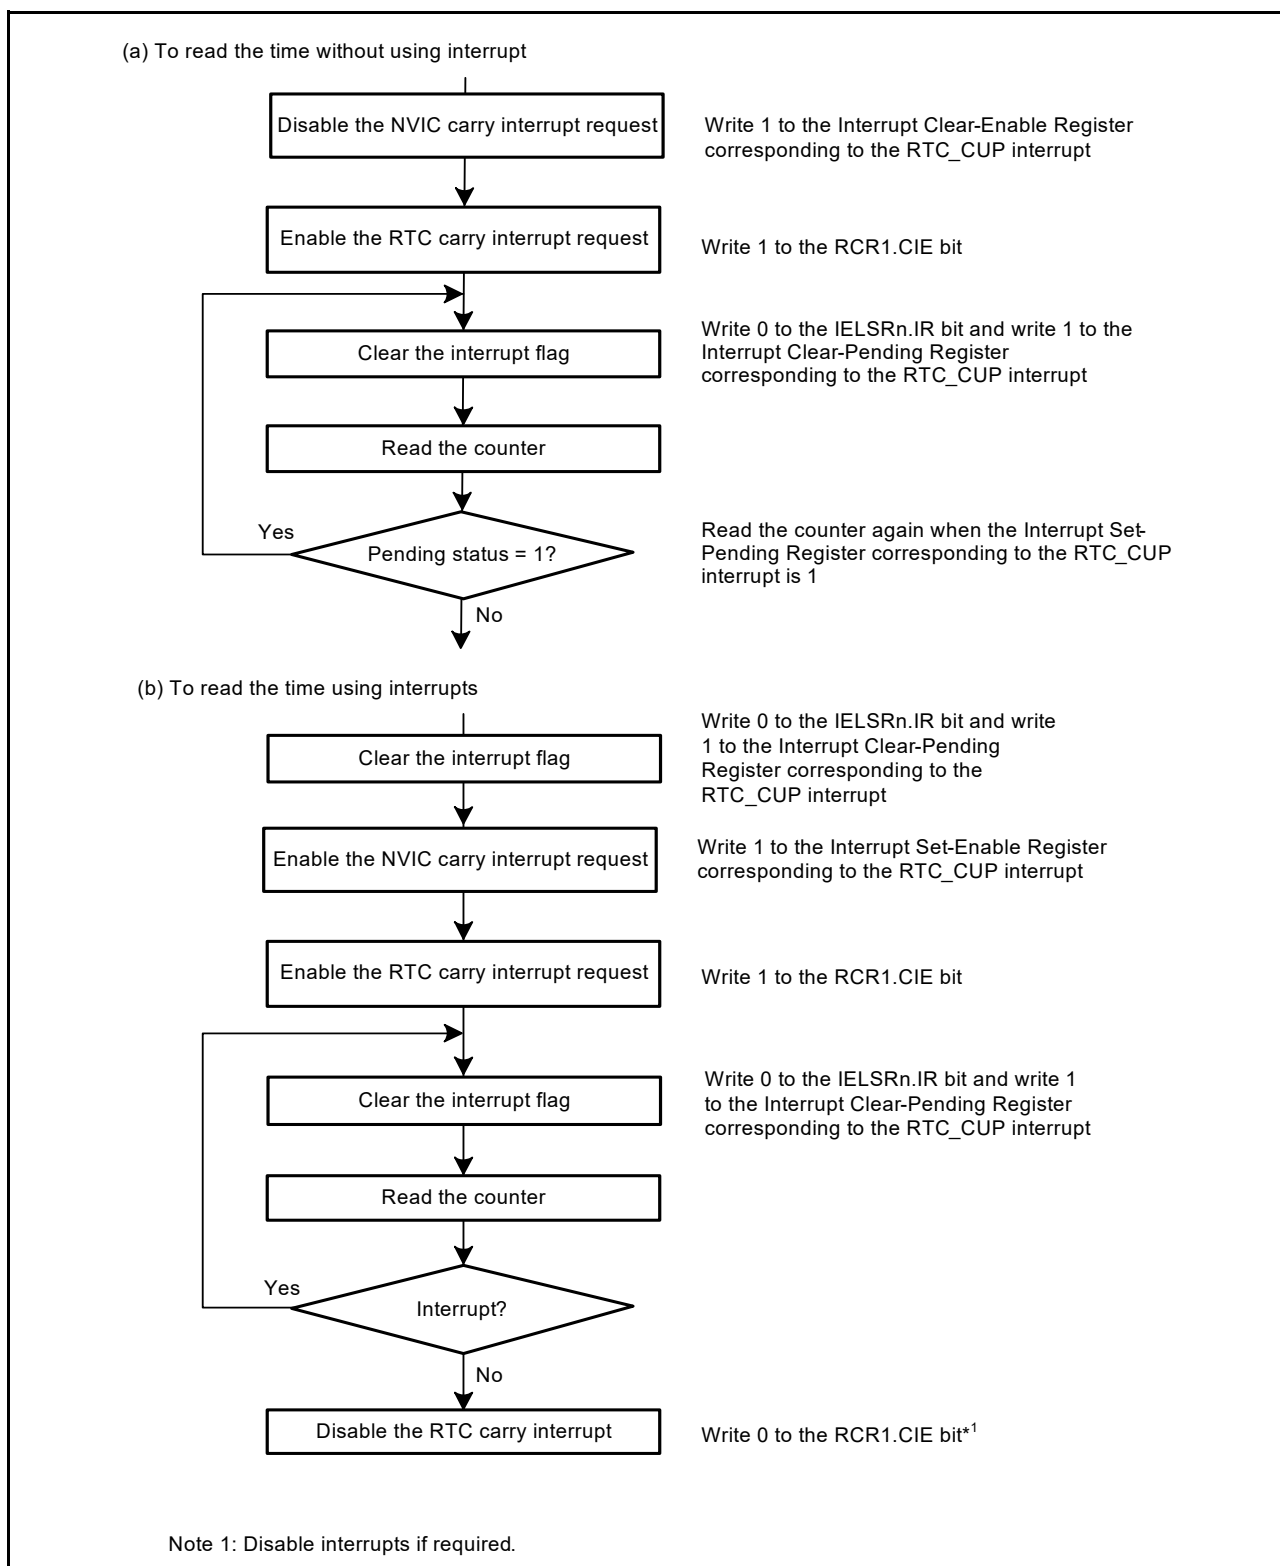 (a) To read the time without using interrupt
Disable the NVIC carry interrupt request
Write 1 to the Interrupt Clear-Enable Register
corresponding to the RTC_CUP interrupt
Enable the RTC carry interrupt request
Write 1 to the RCR1.CIE bit
Clear the interrupt flag
Write 0 to the IELSRn.IR bit and write 1 to the
Interrupt Clear-Pending Register
corresponding to the RTC_CUP interrupt
Read the counter
Yes
Pending status = 1?
Read the counter again when the Interrupt Set-
Pending Register corresponding to the RTC_CUP
interrupt is 1
No
(b) To read the time using interrupts
Clear the interrupt flag
Write 0 to the IELSRn.IR bit and write
1 to the Interrupt Clear-Pending
Register corresponding to the
RTC_CUP interrupt
Enable the NVIC carry interrupt request
Write 1 to the Interrupt Set-Enable Register
corresponding to the RTC_CUP interrupt
Enable the RTC carry interrupt request
Write 1 to the RCR1.CIE bit
Clear the interrupt flag
Write 0 to the IELSRn.IR bit and write 1
to the Interrupt Clear-Pending Register
corresponding to the RTC_CUP interrupt
Read the counter
Yes
Interrupt?
No
Disable the RTC carry interrupt
Write 0 to the RCR1.CIE bit*1
Note 1: Disable interrupts if required.